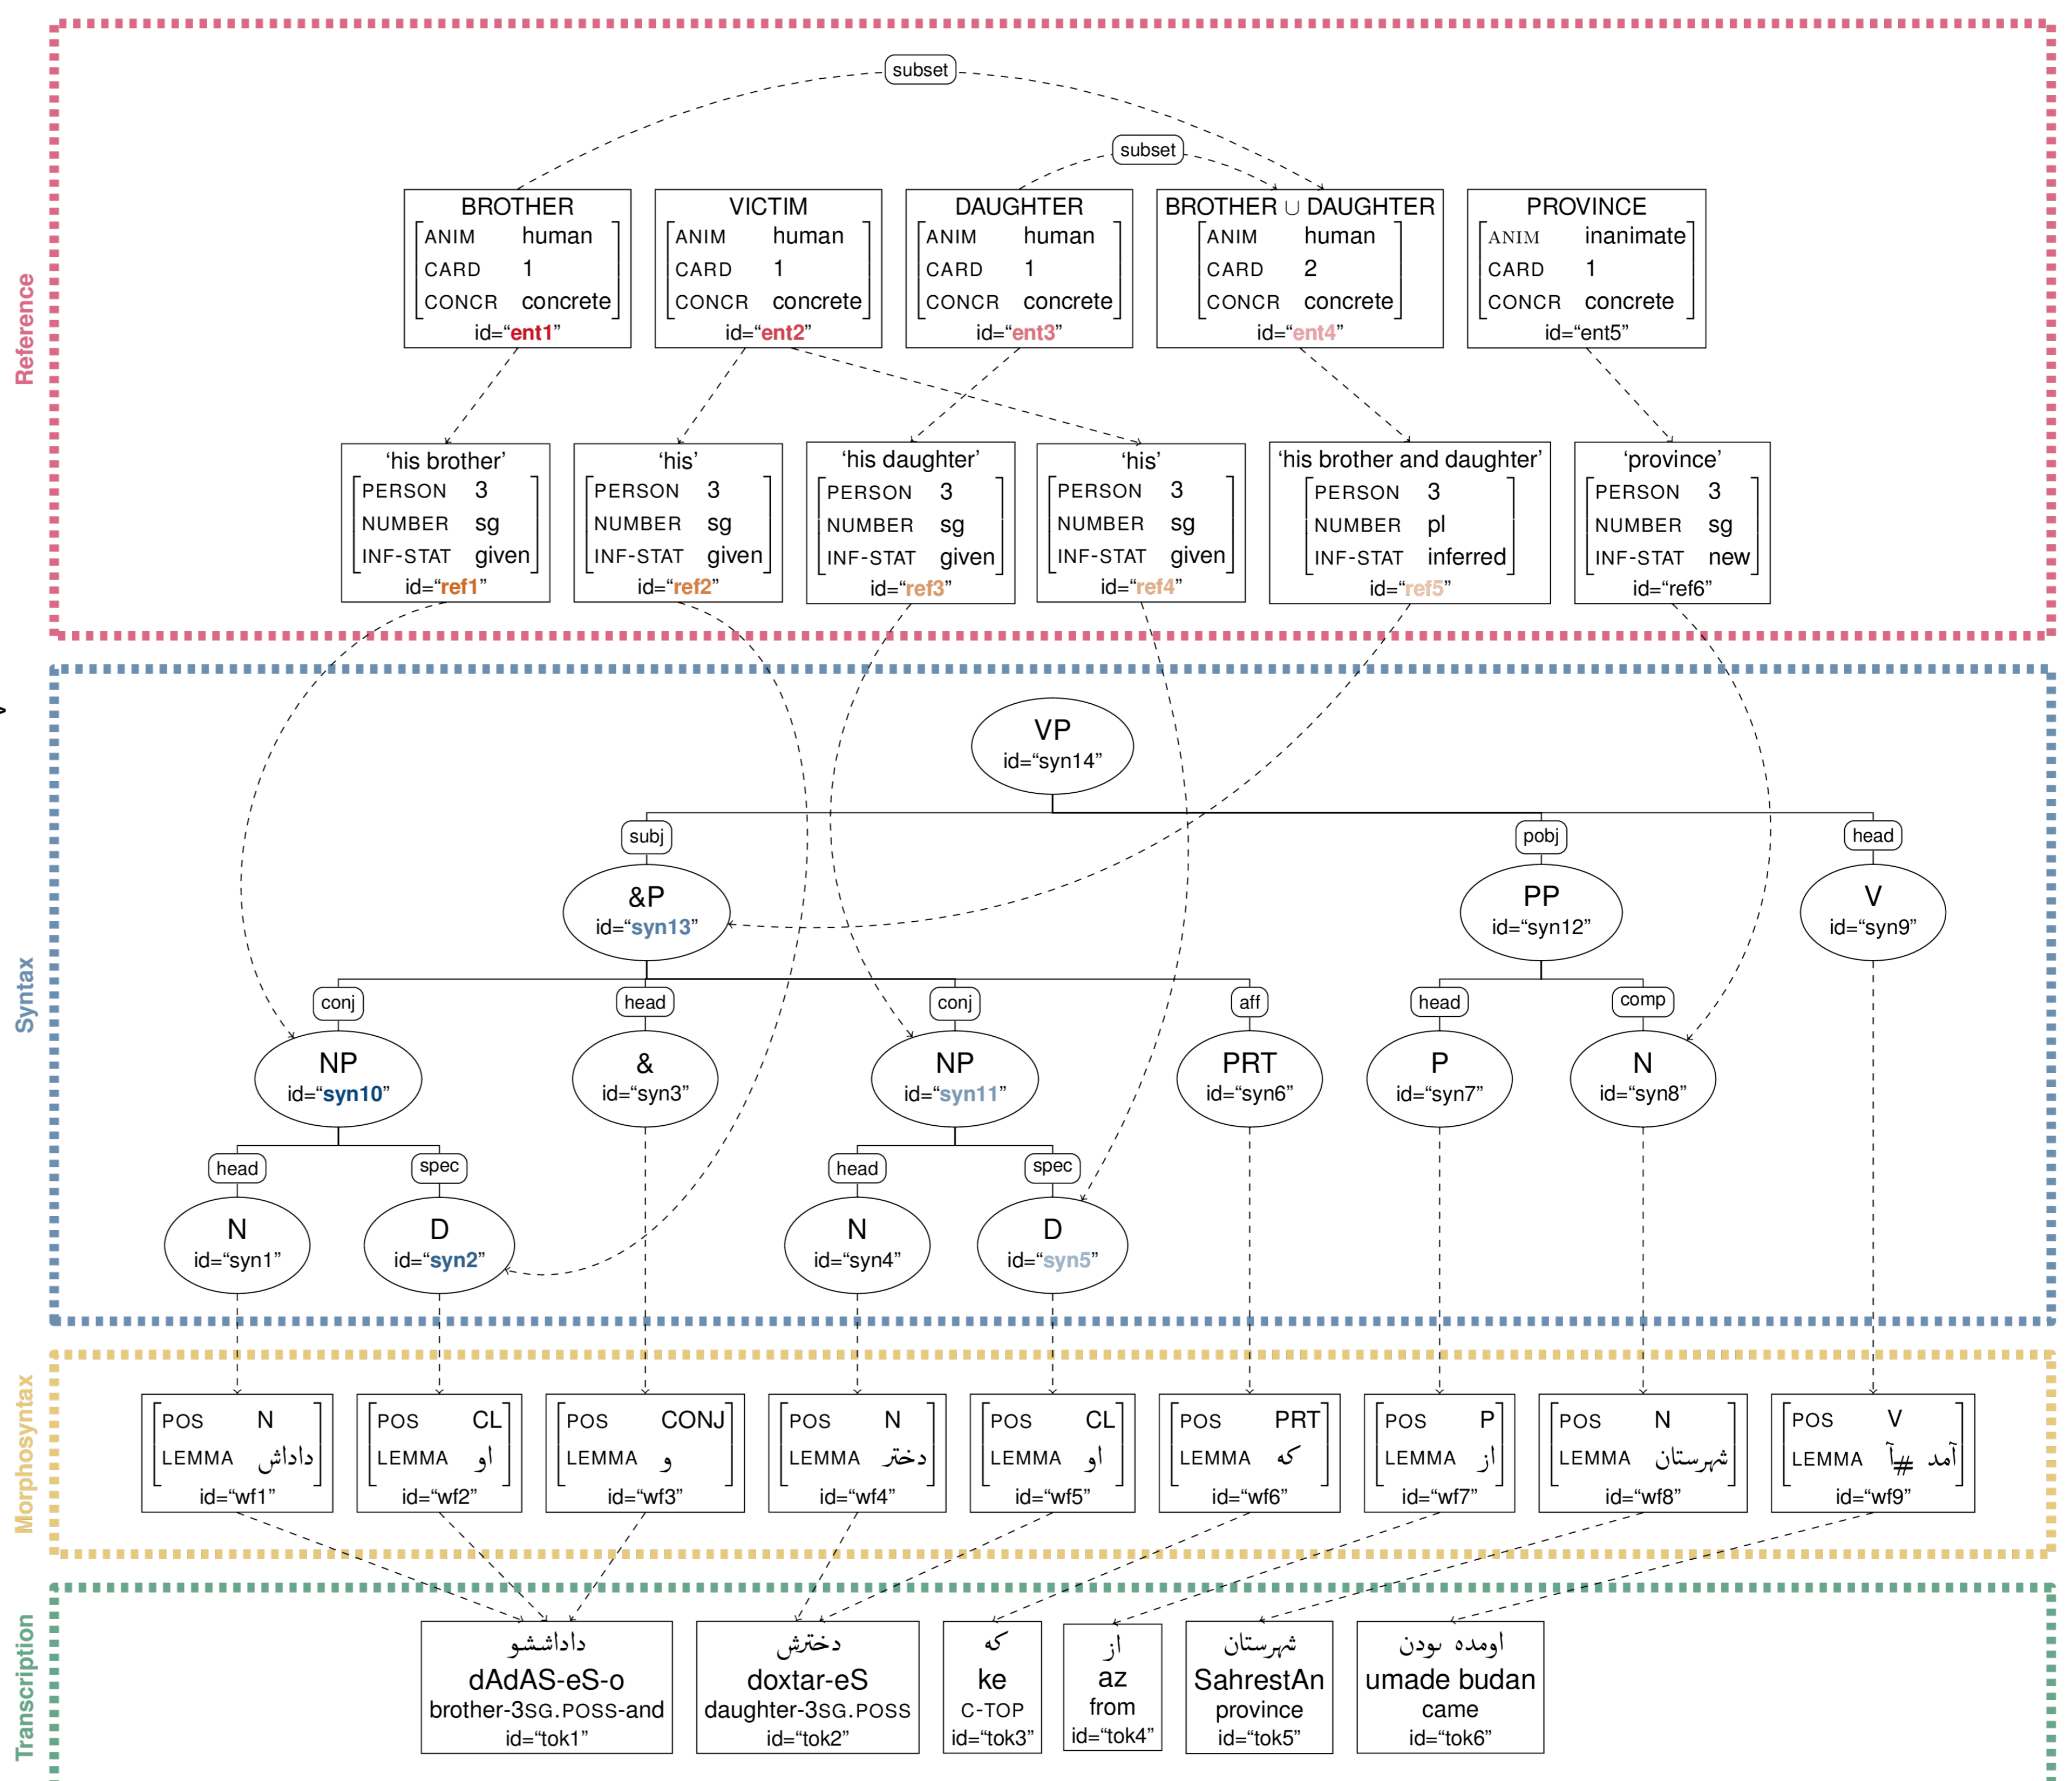 subset
subset
BROTHER
ANIM human
CARD 1
CONCR concrete
id=“ent1”
VICTIM
ANIM human
CARD 1
CONCR concrete
id=“ent2”
DAUGHTER
ANIM human
CARD 1
CONCR concrete
id=“ent3”
BROTHER ∪ DAUGHTER
ANIM human
CARD 2
CONCR concrete
id=“ent4”
PROVINCE
ANIM inanimate
CARD 1
CONCR concrete
id=“ent5”
Reference
‘his brother’
PERSON 3
NUMBER sg
INF-STAT given
id=“ref1”
‘his’
PERSON 3
NUMBER sg
INF-STAT given
id=“ref2”
‘his daughter’
PERSON 3
NUMBER sg
INF-STAT given
id=“ref3”
‘his’
PERSON 3
NUMBER sg
INF-STAT given
id=“ref4”
‘his brother and daughter’
PERSON 3
NUMBER pl
INF-STAT inferred
id=“ref5”
‘province’
PERSON 3
NUMBER sg
INF-STAT new
id=“ref6”
Syntax
VP
id=“syn14”
subj
pobj
head
&P
id=“syn13”
PP
id=“syn12”
V
id=“syn9”
conj
head
conj
aff
head
comp
NP
id=“syn10”
&
id=“syn3”
NP
id=“syn11”
PRT
id=“syn6”
P
id=“syn7”
N
id=“syn8”
head
spec
head
spec
N
id=“syn1”
D
id=“syn2”
N
id=“syn4”
D
id=“syn5”
Morphosyntax
POS N
LEMMA داداش
id=“wf1”
POS CL
LEMMA او
id=“wf2”
POS CONJ
LEMMA و
id=“wf3”
POS N
LEMMA دختر
id=“wf4”
POS CL
LEMMA او
id=“wf5”
POS PRT
LEMMA که
id=“wf6”
POS P
LEMMA از
id=“wf7”
POS N
LEMMA شهرستان
id=“wf8”
POS V
LEMMA آمد #آ
id=“wf9”
Transcription
داداششو
dAdAS-eS-o
brother-3SG.POSS-and
id=“tok1”
دخترش
doxtar-eS
daughter-3SG.POSS
id=“tok2”
که
ke
C-TOP
id=“tok3”
از
az
from
id=“tok4”
شهرستان
SahrestAn
province
id=“tok5”
اومده بودن
umade budan
came
id=“tok6”